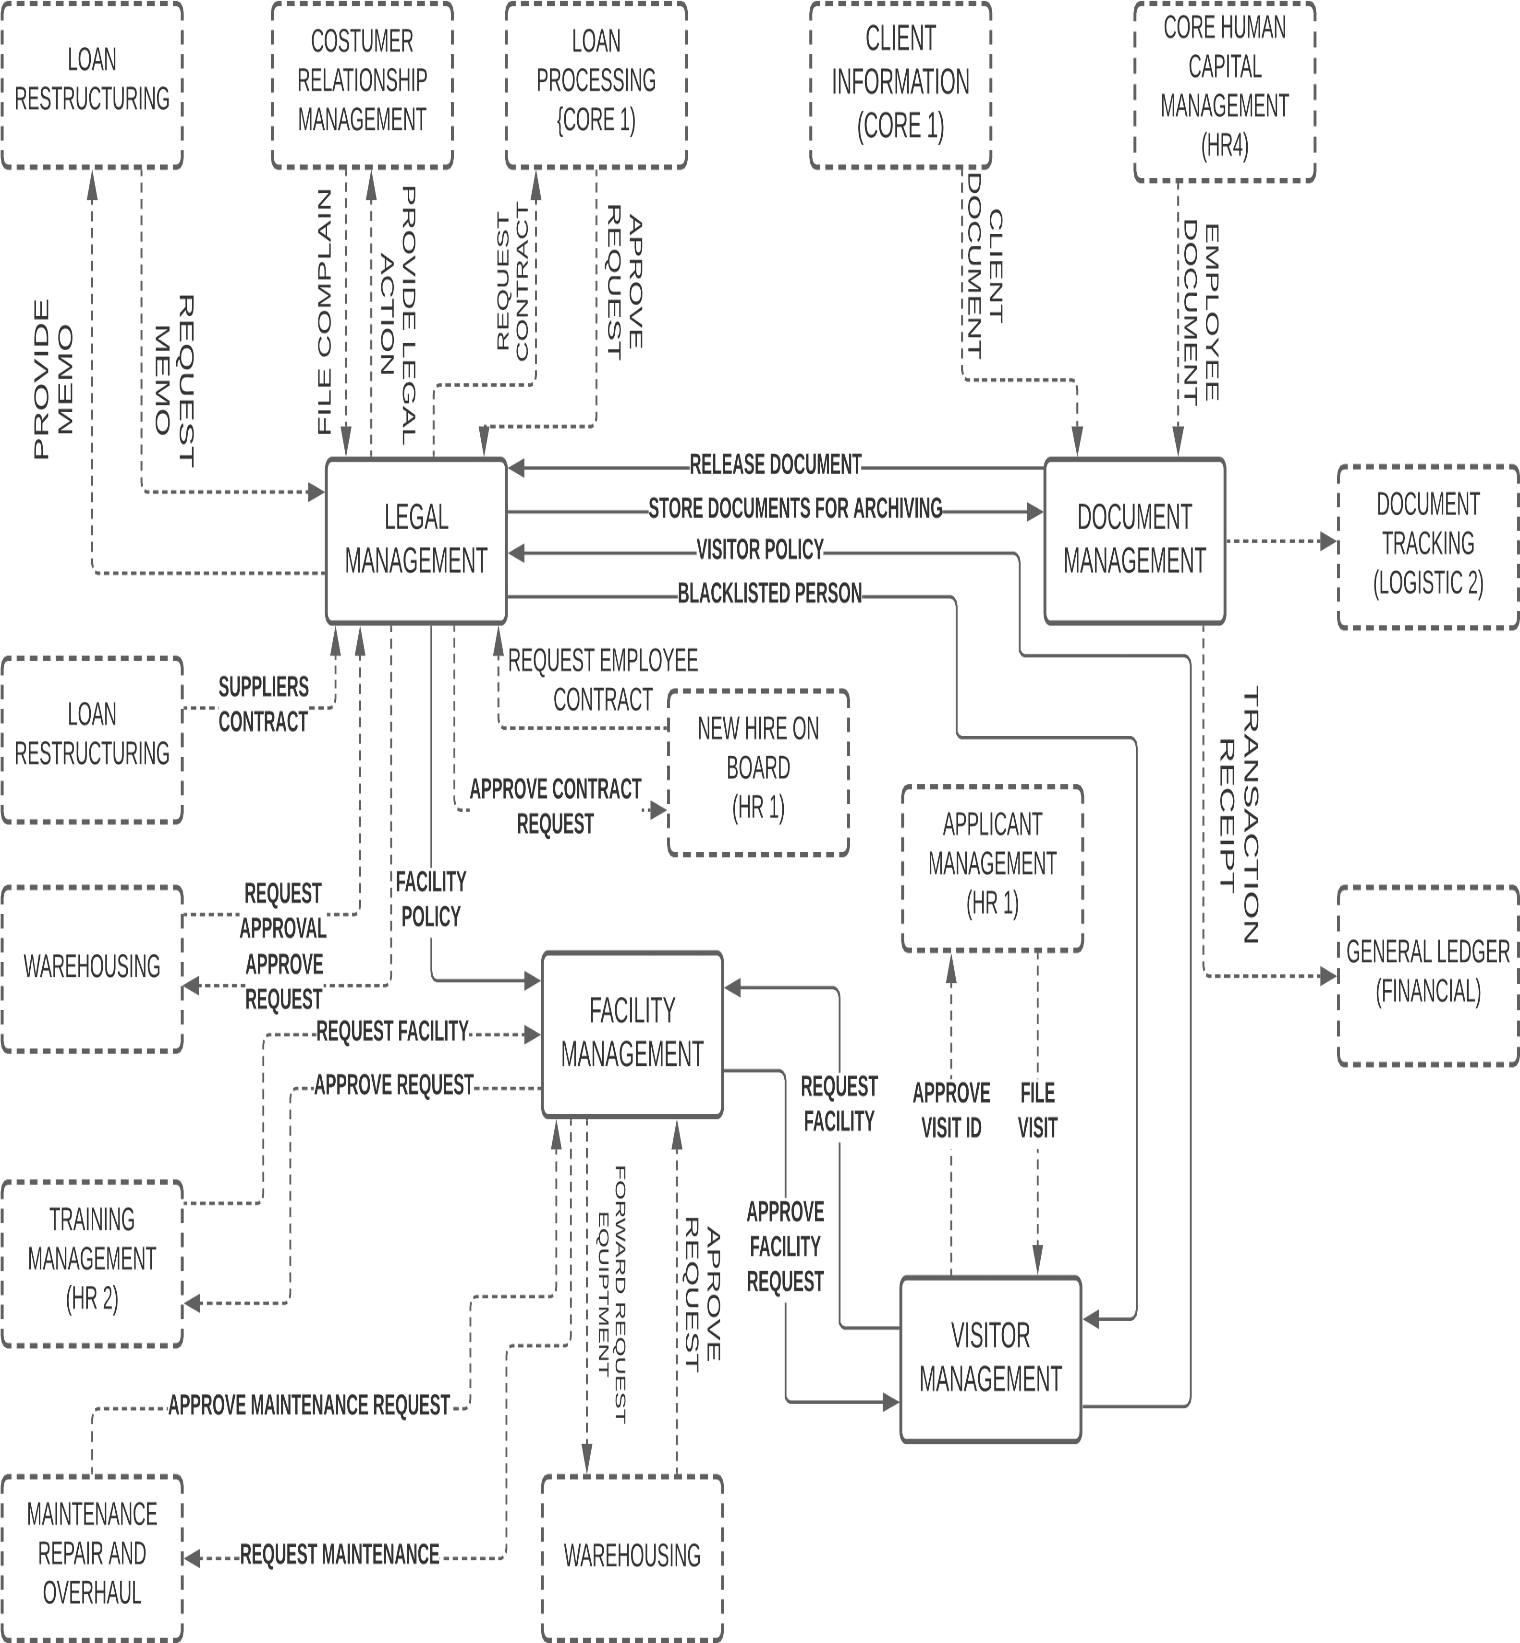 LOAN
RESTRUCTURING
COSTUMER
RELATIONSHIP
MANAGEMENT
LOAN
PROCESSING
{CORE 1)
CLIENT
INFORMATION
(CORE 1)
CORE HUMAN
CAPITAL
MANAGEMENT
(HR4)
PROVIDE
MEMO
REQUEST
MEMO
FILE COMPLAIN
PROVIDE LEGAL
ACTION
REQUEST
CONTRACT
APROVE
REQUEST
CLIENT
DOCUMENT
EMPLOYEE
DOCUMENT
LEGAL
MANAGEMENT
RELEASE DOCUMENT
STORE DOCUMENTS FOR ARCHIVING
VISITOR POLICY
BLACKLISTED PERSON
DOCUMENT
MANAGEMENT
DOCUMENT
TRACKING
(LOGISTIC 2)
LOAN
RESTRUCTURING
SUPPLIERS
CONTRACT
REQUEST EMPLOYEE
CONTRACT
NEW HIRE ON
BOARD
(HR 1)
APPROVE CONTRACT
REQUEST
APPLICANT
MANAGEMENT
(HR 1)
TRANSACTION
RECEIPT
WAREHOUSING
REQUEST
APPROVAL
APPROVE
REQUEST
FACILITY
POLICY
GENERAL LEDGER
(FINANCIAL)
FACILITY
MANAGEMENT
REQUEST FACILITY
APPROVE REQUEST
REQUEST
FACILITY
APPROVE
VISIT ID
FILE
VISIT
TRAINING
MANAGEMENT
(HR 2)
FORWARD REQUEST
EQUIPTMENT
APROVE
REQUEST
APPROVE
FACILITY
REQUEST
VISITOR
MANAGEMENT
APPROVE MAINTENANCE REQUEST
MAINTENANCE
REPAIR AND
OVERHAUL
REQUEST MAINTENANCE
WAREHOUSING